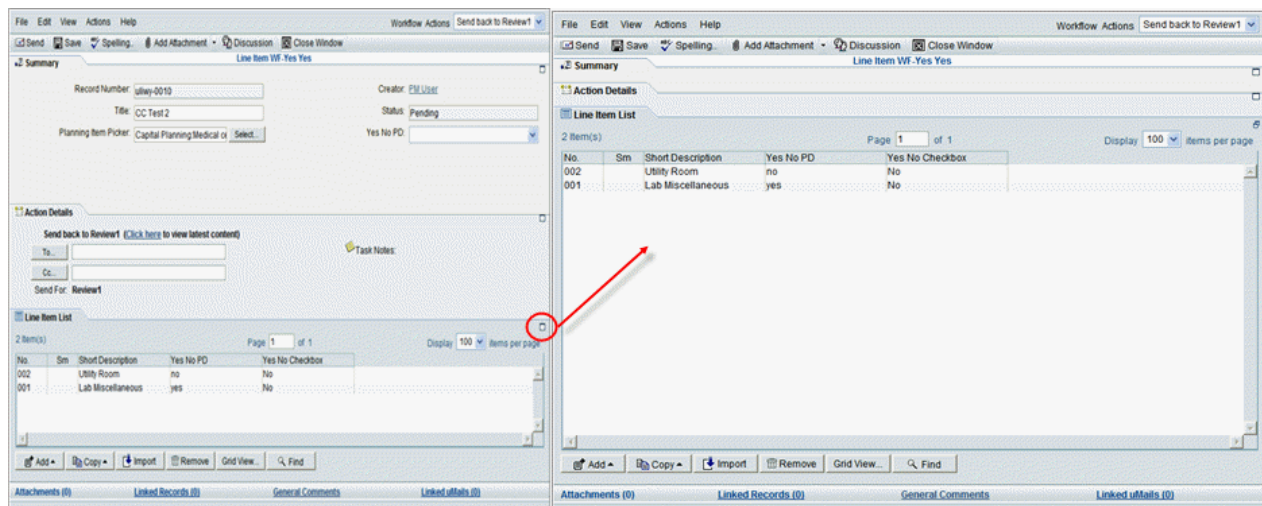 File Edit View Actions Help Workflow Actions Send back to Review1
Send Save Spelling.. Add Attachment Discussion Close Window
Line Item WF-Yes Yes
Summary
Record Number: uliwy-0010 Creator: PM User
Title: CC Test 2 Status: Pending
Planning Item Picker: Capital Planning Medical Select... Yes No PD:
Action Details
Send back to Review1 (Click here to view latest content)
To... Task Notes:
Cc...
Send For: Review1
Line Item List
2 Item(s) Page 1 of 1 Display 100 items per page
No. Sm Short Description Yes No PD Yes No Checkbox
002 Utility Room no No
001 Lab Miscellaneous yes No
Add Copy Import Remove Grid View... Find
Attachments (0) Linked Records (0) General Comments Linked uMails (0)
File Edit View Actions Help Workflow Actions Send back to Review1
Send Save Spelling.. Add Attachment Discussion Close Window
Line Item WF-Yes Yes
Summary
Action Details
Line Item List
2 Item(s) Page 1 of 1 Display 100 items per page
No. Sm Short Description Yes No PD Yes No Checkbox
002 Utility Room no No
001 Lab Miscellaneous yes No
Add Copy Import Remove Grid View... Find
Attachments (0) Linked Records (0) General Comments Linked uMails (0)